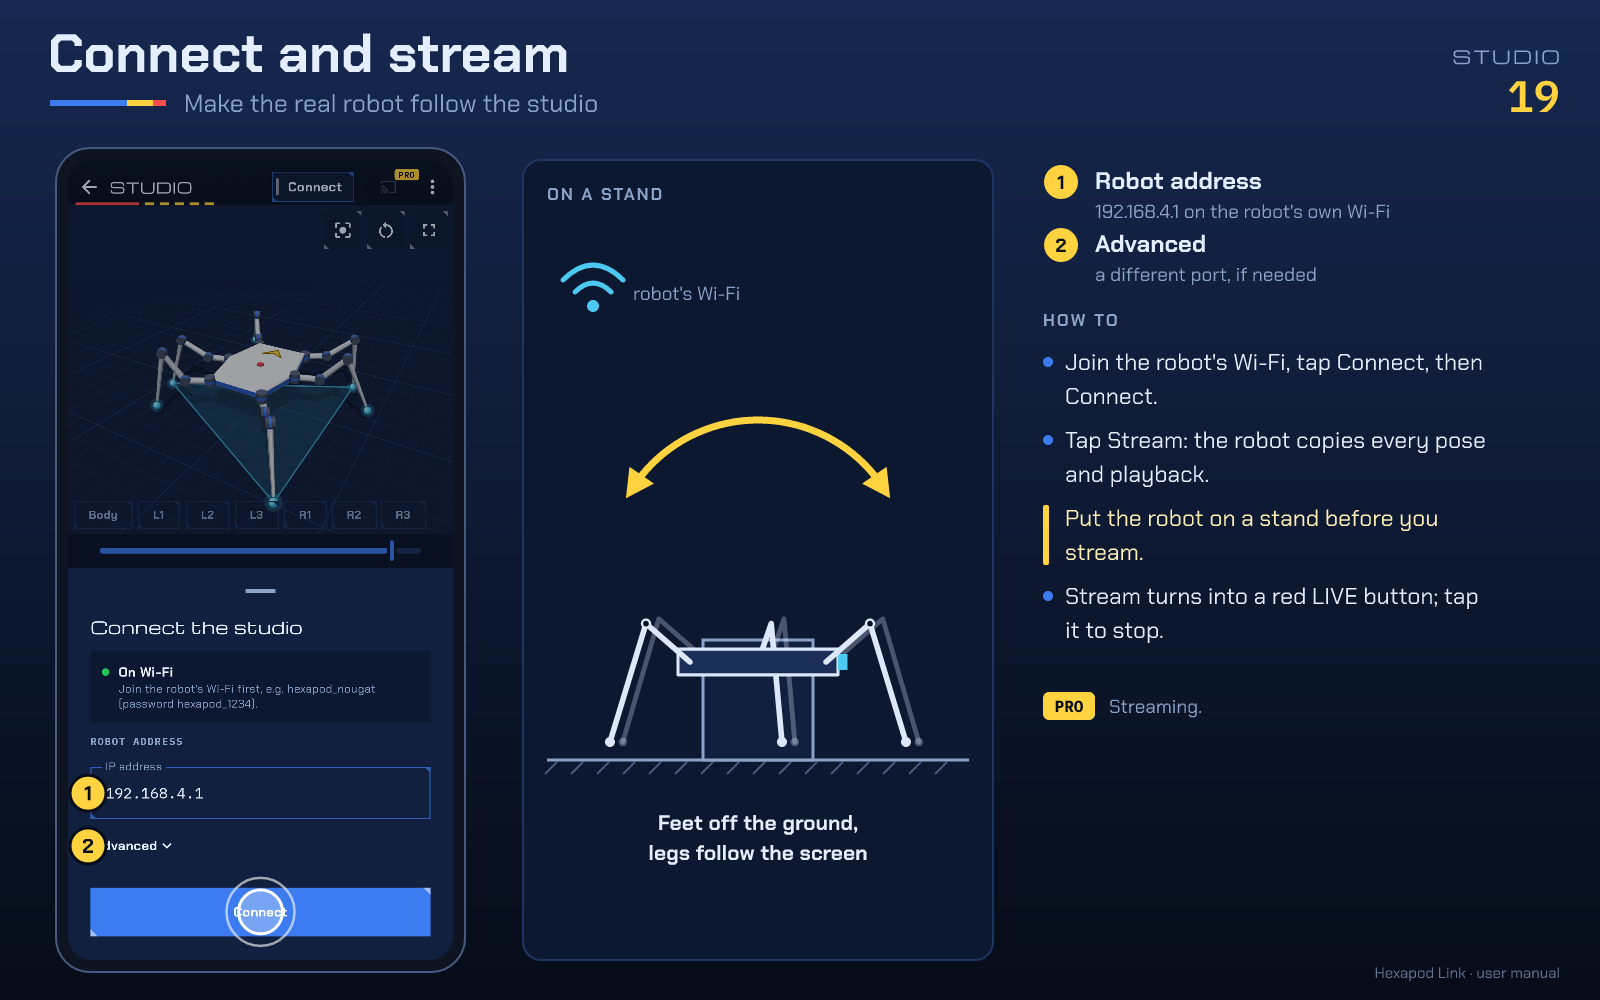 Connect and stream
Make the real robot follow the studio
STUDIO
19
STUDIO
Connect
PRO
Body
L1
L2
L3
R1
R2
R3
Connect the studio
On Wi-Fi
Join the robot's Wi-Fi first, e.g. hexapod_nougat
(password hexapod_1234).
ROBOT ADDRESS
IP address
1
192.168.4.1
2
dvanced
Connect
ON A STAND
robot's Wi-Fi
Feet off the ground,
legs follow the screen
1
Robot address
192.168.4.1 on the robot's own Wi-Fi
2
Advanced
a different port, if needed
HOW TO
Join the robot's Wi-Fi, tap Connect, then
Connect.
Tap Stream: the robot copies every pose
and playback.
Put the robot on a stand before you
stream.
Stream turns into a red LIVE button; tap
it to stop.
PRO
Streaming.
Hexapod Link · user manual